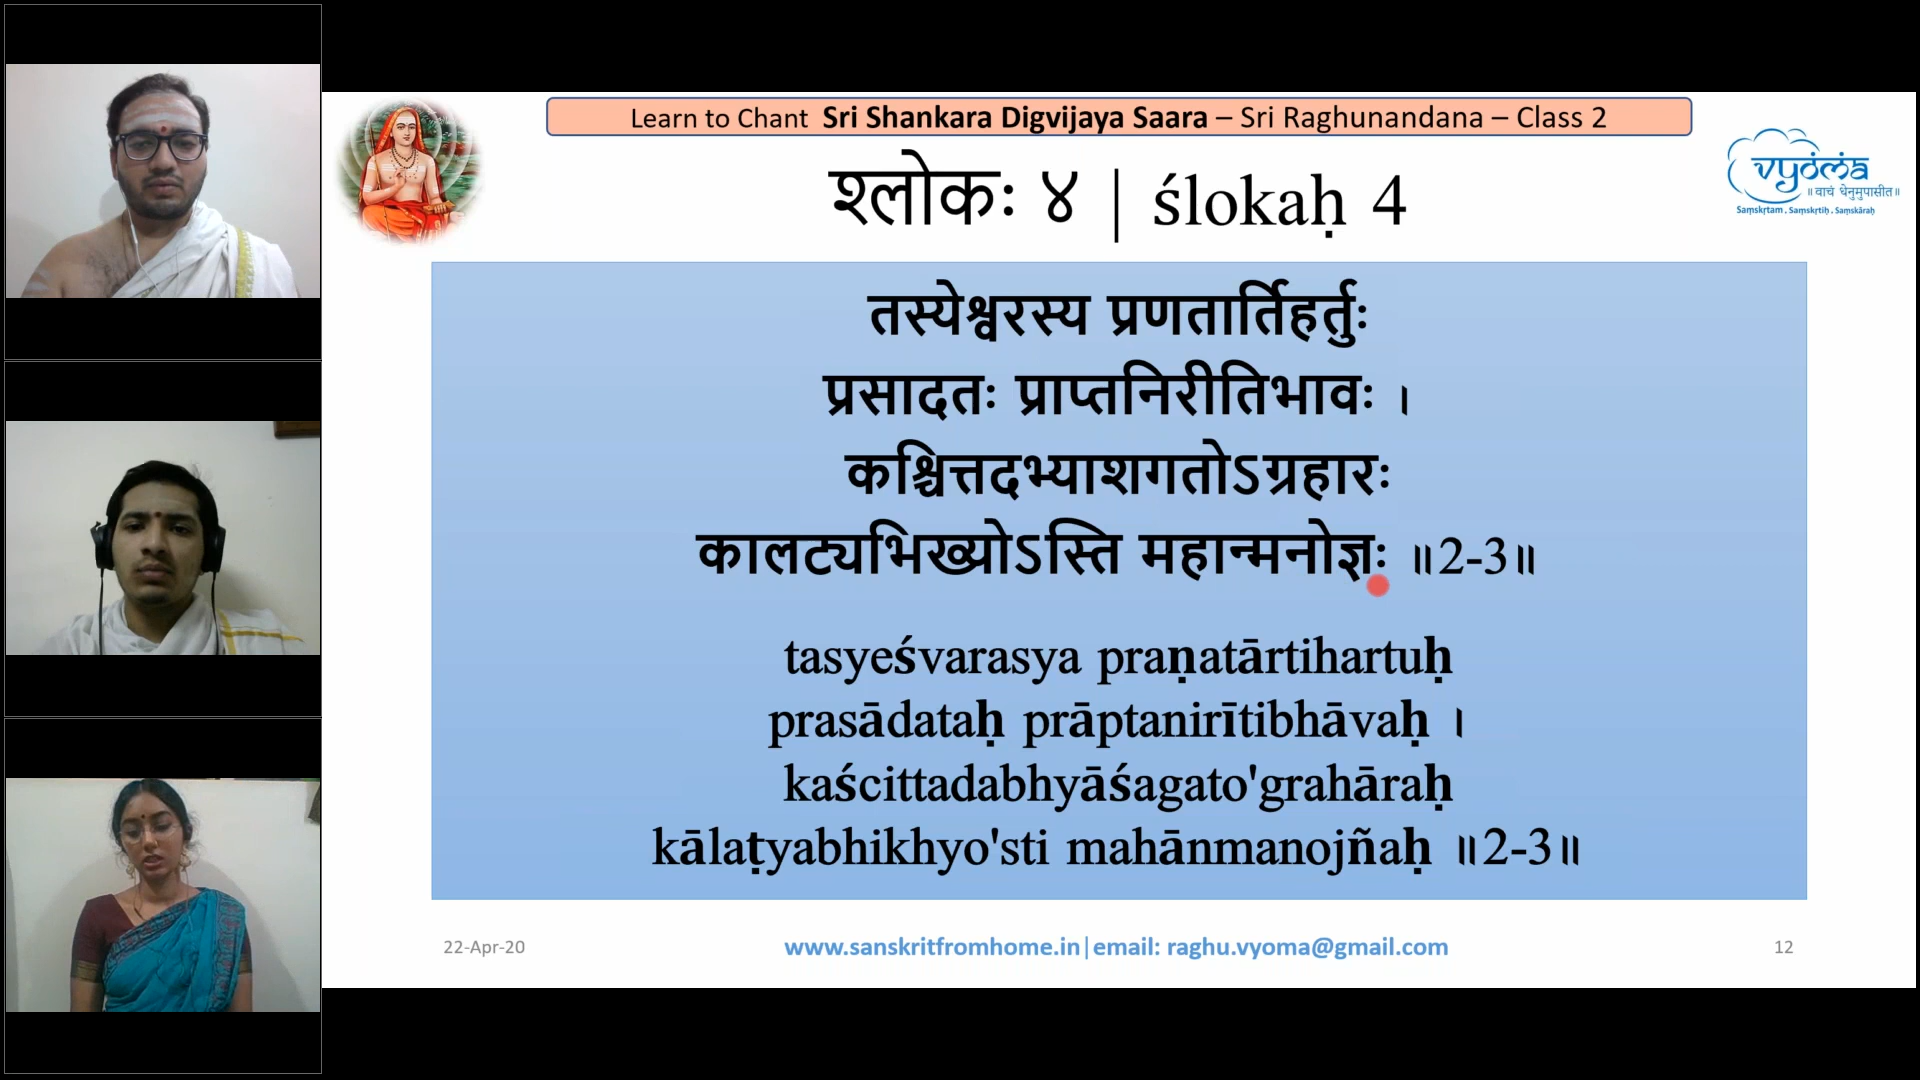 Learn to Chant Sri Shankara Digvijaya Saara – Sri Raghunandana – Class 2
श्लोकः ४ | ślokaḥ 4
vyoma
॥ वाचं धेनुमुपासीत॥
Saṃskṛtam . Saṃskṛtiḥ . Saṃskāraḥ
तस्येश्वरस्य प्रणतार्तिहर्तुः
प्रसादतः प्राप्तनिरीतिभावः ।
कश्चित्तदभ्याशगतोऽग्रहारः
कालट्यभिख्योऽस्ति महान्मनोज्ञः ॥2-3॥
tasyeśvarasya praṇatārtihartuḥ
prasādataḥ prāptanirītibhāvaḥ ।
kaścittadabhyāśagato'grahāraḥ
kālaṭyabhikhyo'sti mahānmanojñaḥ ॥2-3॥
22-Apr-20
www.sanskritfromhome.in|email: raghu.vyoma@gmail.com
12